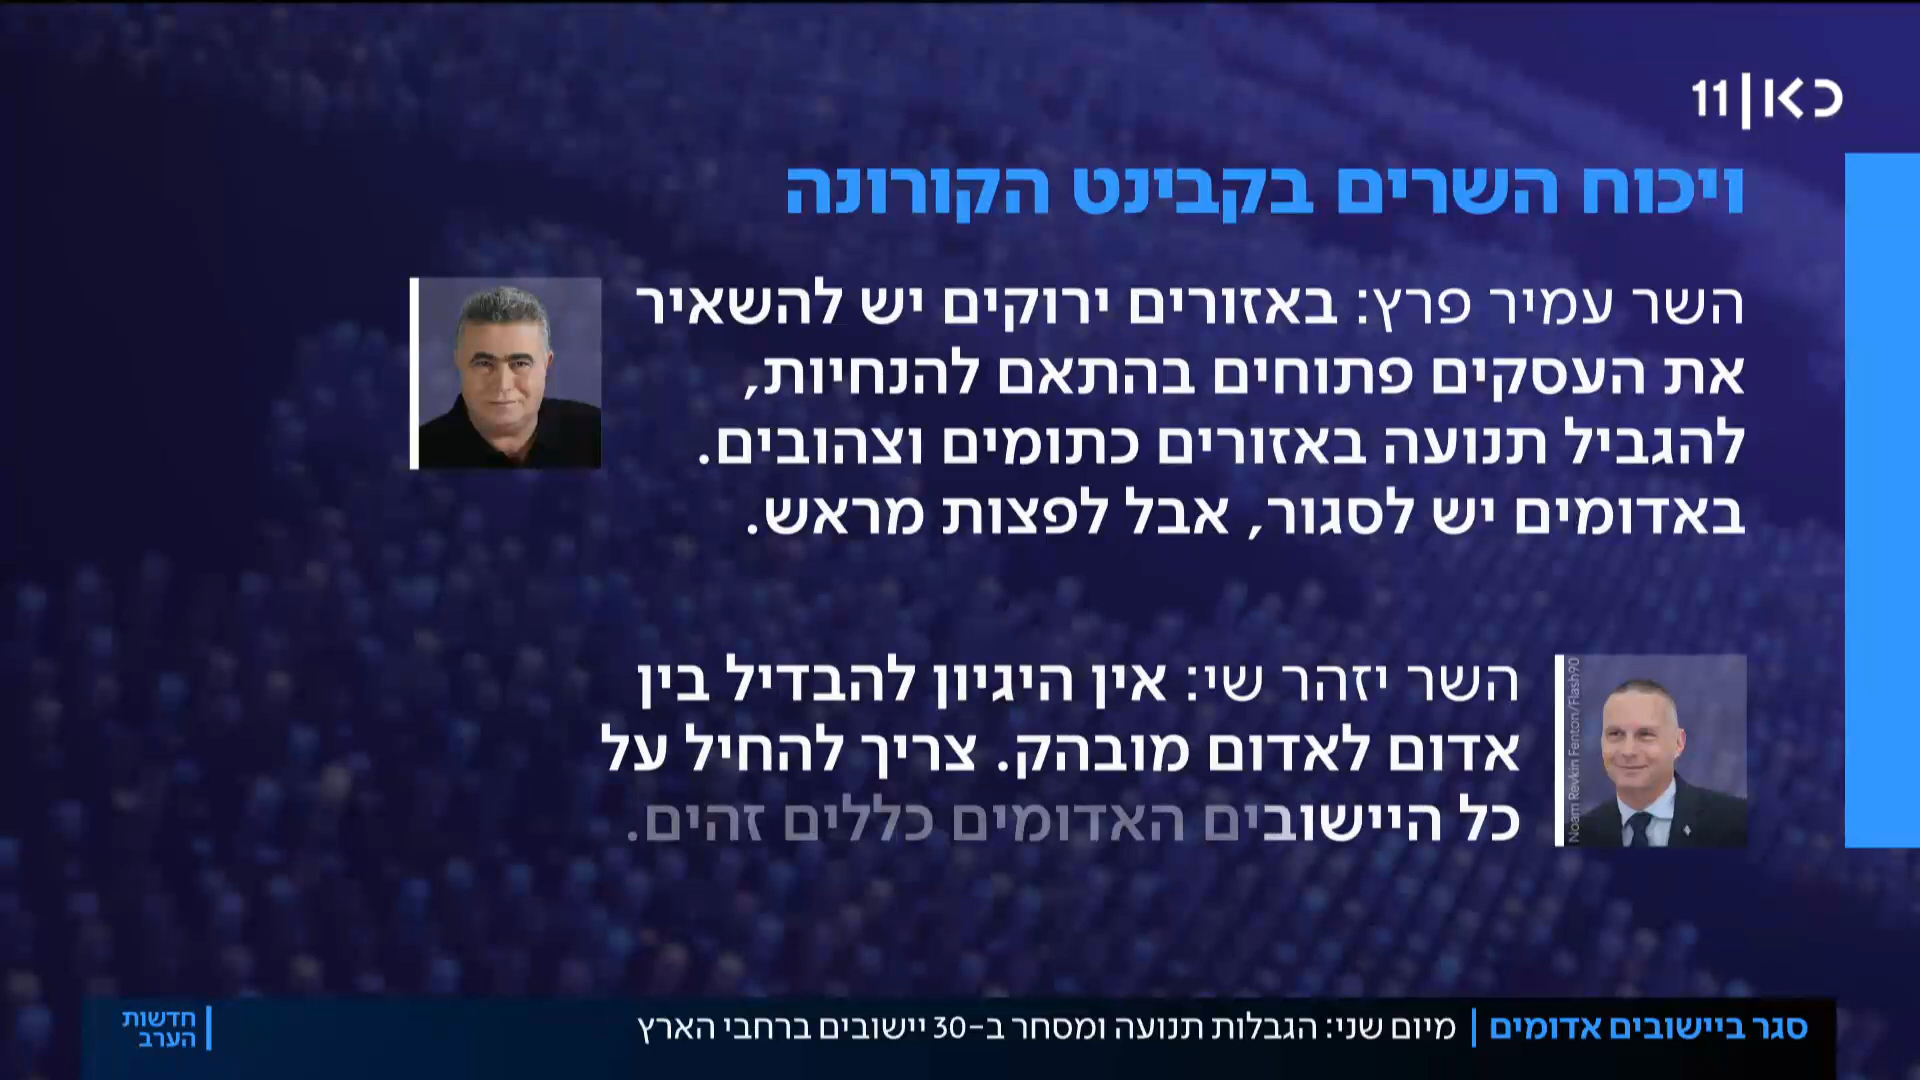 כאן|11
ויכוח השרים בקבינט הקורונה
השר עמיר פרץ: באזורים ירוקים יש להשאיר
את העסקים פתוחים בהתאם להנחיות,
להגביל תנועה באזורים כתומים וצהובים.
באדומים יש לסגור, אבל לפצות מראש.
השר יזהר שי: אין היגיון להבדיל בין
אדום לאדום מובהק. צריך להחיל על
כל היישובים האדומים כללים זהים.
Noam Revkin Fenton/Flash90
סגר ביישובים אדומים | מיום שני: הגבלות תנועה ומסחר ב-30 יישובים ברחבי הארץ
חדשות
הערב